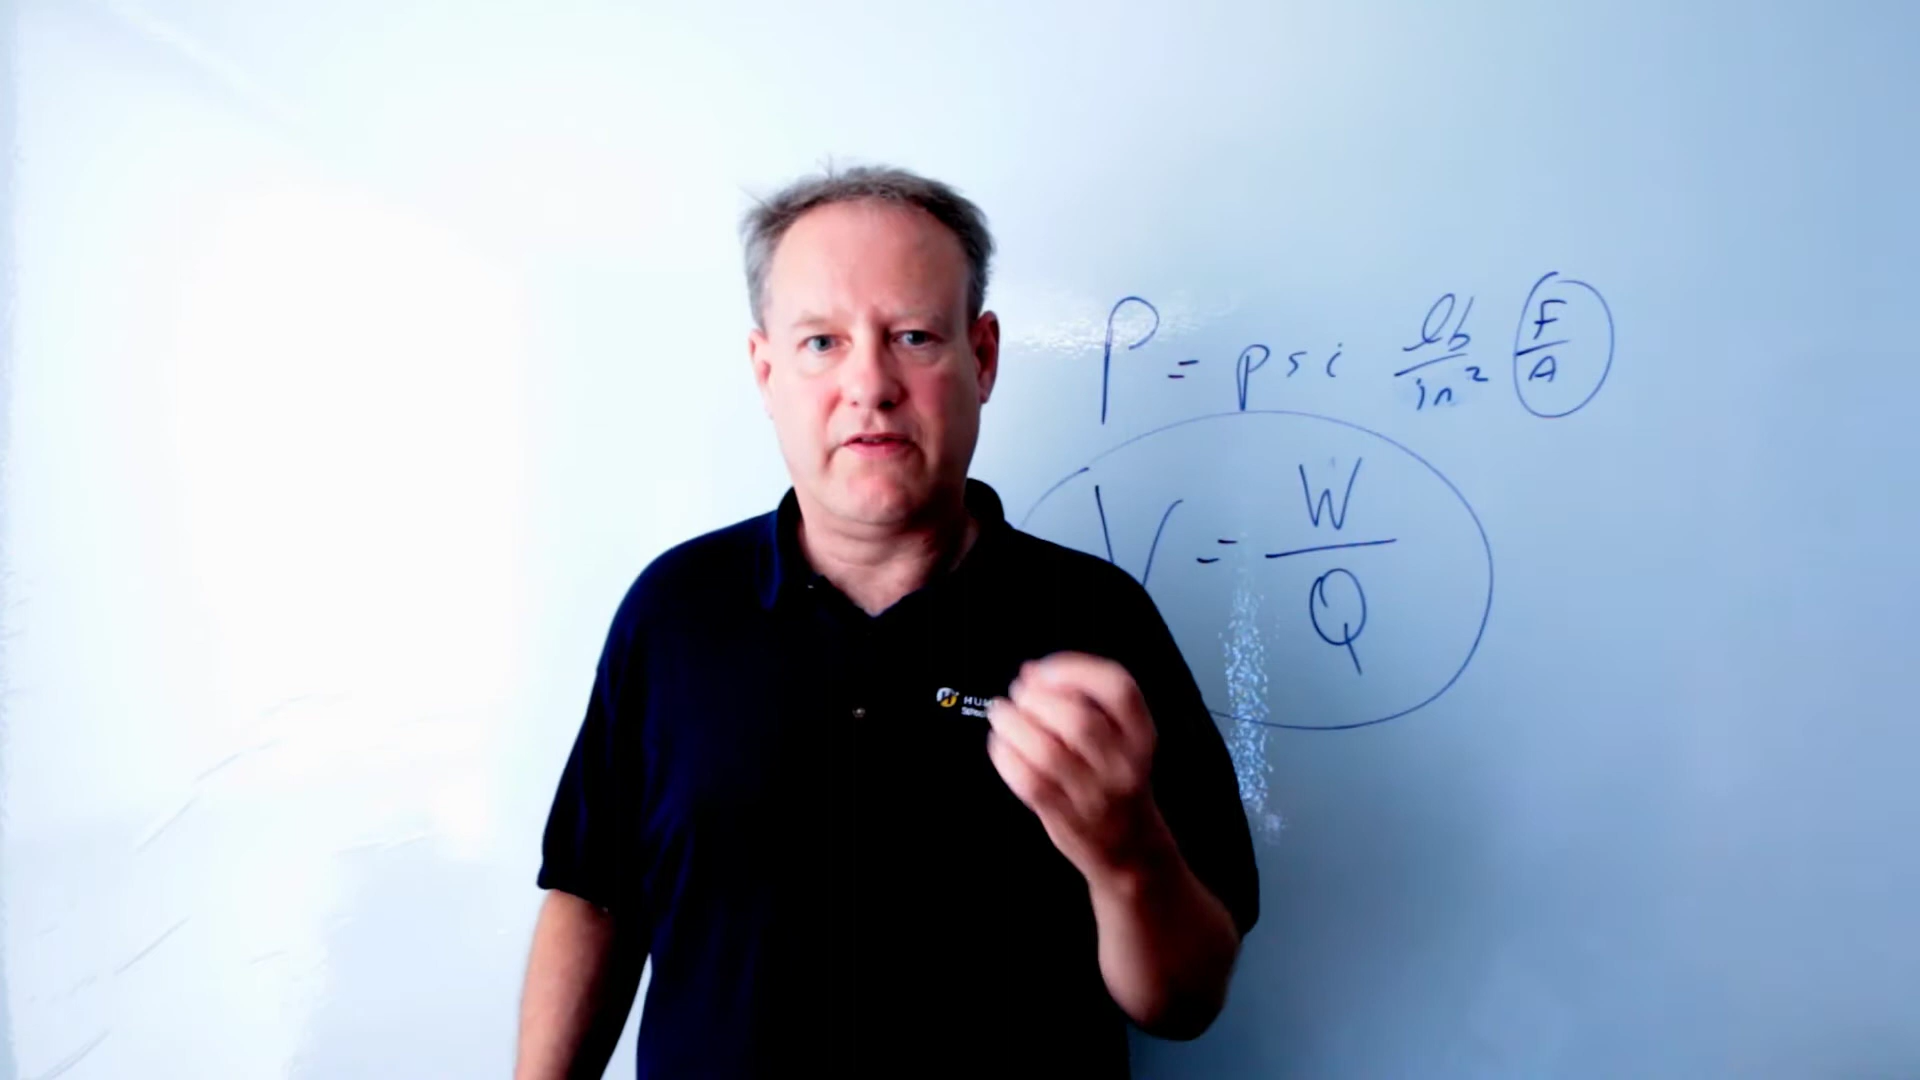 P = psi lb/in² F/A
V = W/Q